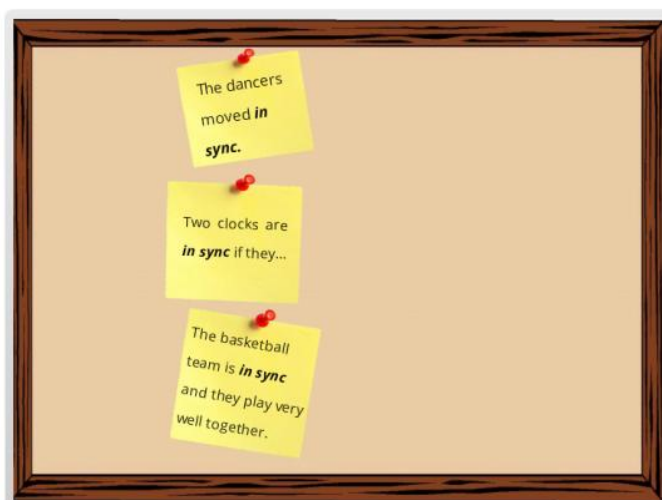 The dancers
moved in
sync.
Two clocks are
in sync if they...
The basketball
team is in sync
and they play very
well together.